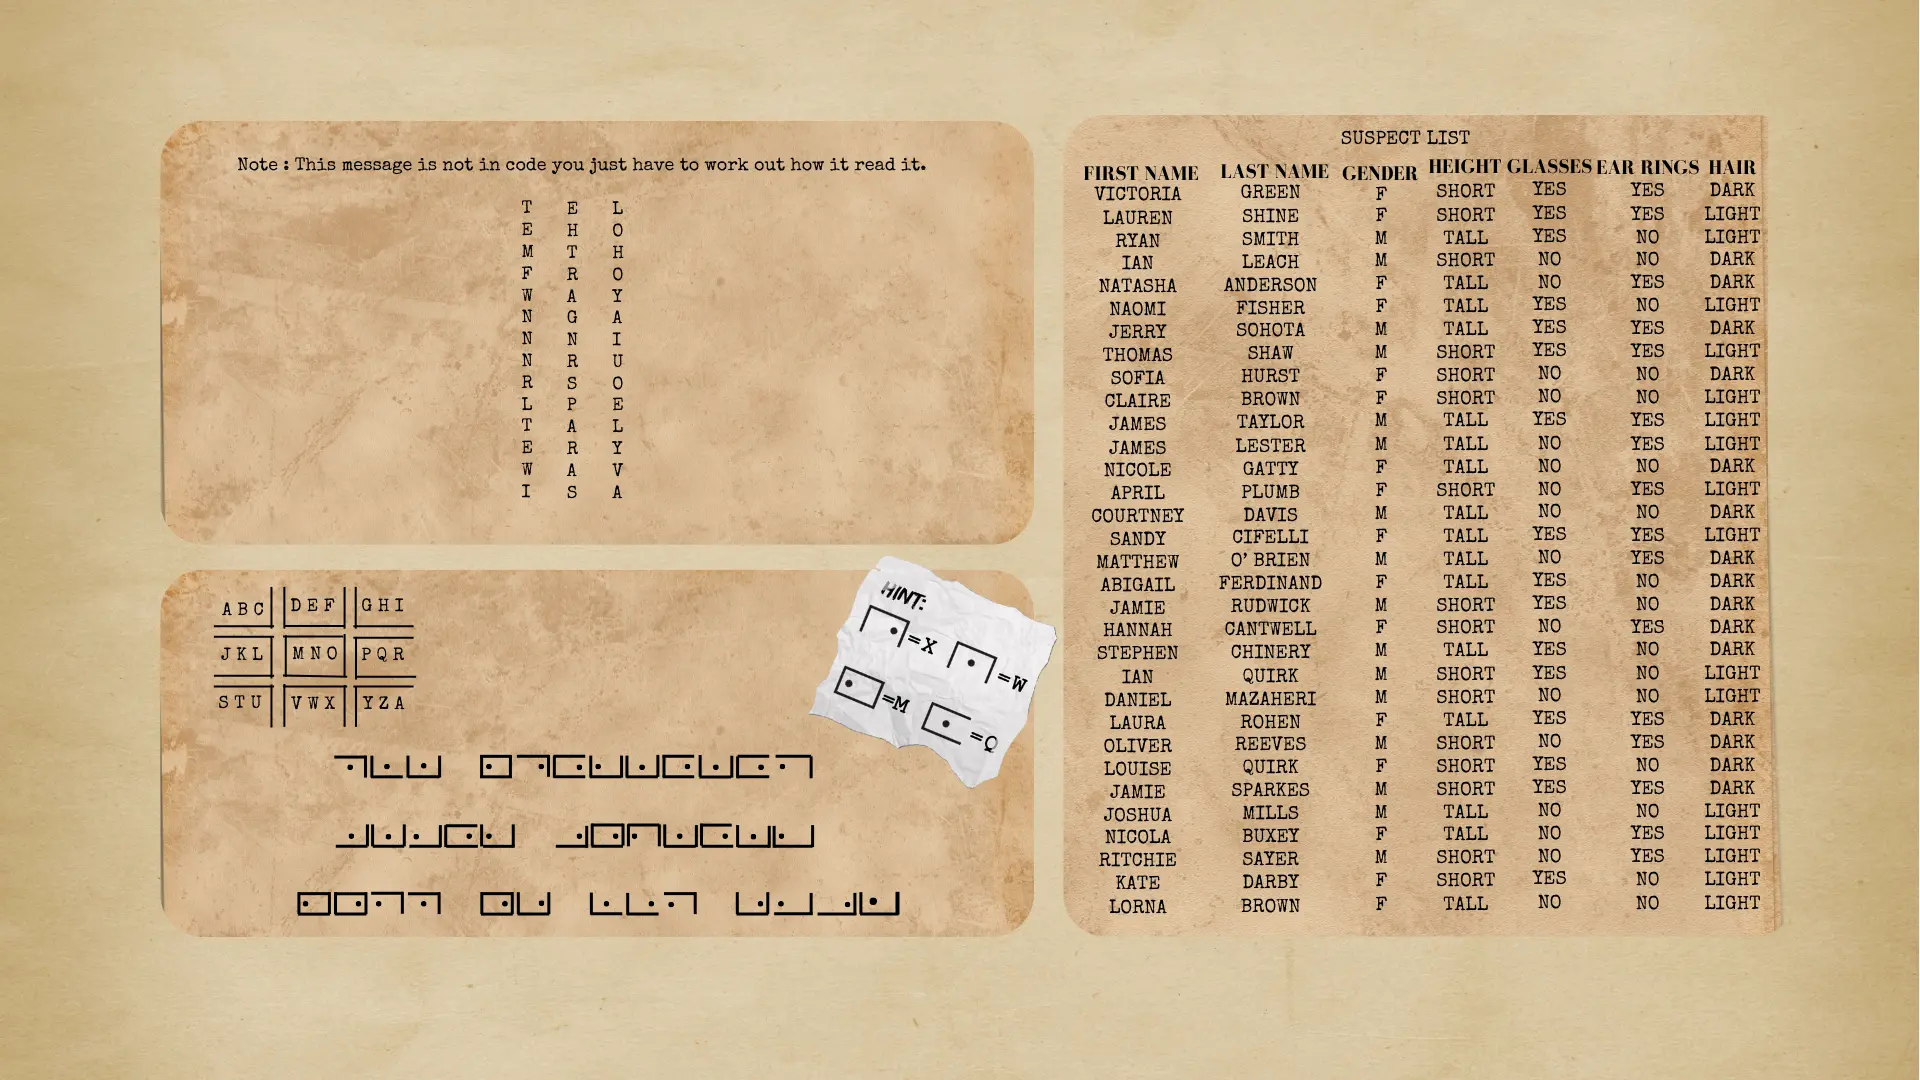 Note : This message is not in code you just have to work out how it read it.
T E L
E H O
M T H
F R O
W A Y
N G A
N N I
N R U
R S O
L P E
T A L
E R Y
W A V
I S A
A B C D E F G H I
J K L M N O P Q R
S T U V W X Y Z A
HINT:
=X
=W
=M
=Q
SUSPECT LIST
FIRST NAME LAST NAME GENDER HEIGHT GLASSES EAR RINGS HAIR
VICTORIA GREEN F SHORT YES YES DARK
LAUREN SHINE F SHORT YES YES LIGHT
RYAN SMITH M TALL YES NO LIGHT
IAN LEACH M SHORT NO NO DARK
NATASHA ANDERSON F TALL NO YES DARK
NAOMI FISHER F TALL YES NO LIGHT
JERRY SOHOTA M TALL YES YES DARK
THOMAS SHAW M SHORT YES YES LIGHT
SOFIA HURST F SHORT NO NO DARK
CLAIRE BROWN F SHORT NO NO LIGHT
JAMES TAYLOR M TALL YES YES LIGHT
JAMES LESTER M TALL NO YES LIGHT
NICOLE GATTY F TALL NO NO DARK
APRIL PLUMB F SHORT NO YES LIGHT
COURTNEY DAVIS M TALL NO NO DARK
SANDY CIFELLI F TALL YES YES LIGHT
MATTHEW O' BRIEN M TALL NO YES DARK
ABIGAIL FERDINAND F TALL YES NO DARK
JAMIE RUDWICK M SHORT YES NO DARK
HANNAH CANTWELL F SHORT NO YES DARK
STEPHEN CHINERY M TALL YES NO DARK
IAN QUIRK M SHORT YES NO LIGHT
DANIEL MAZAHERI M SHORT NO NO LIGHT
LAURA ROHEN F TALL YES YES DARK
OLIVER REEVES M SHORT NO YES DARK
LOUISE QUIRK F SHORT YES NO DARK
JAMIE SPARKES M SHORT YES YES DARK
JOSHUA MILLS M TALL NO NO LIGHT
NICOLA BUXEY F TALL NO YES LIGHT
RITCHIE SAYER M SHORT NO YES LIGHT
KATE DARBY F SHORT YES NO LIGHT
LORNA BROWN F TALL NO NO LIGHT